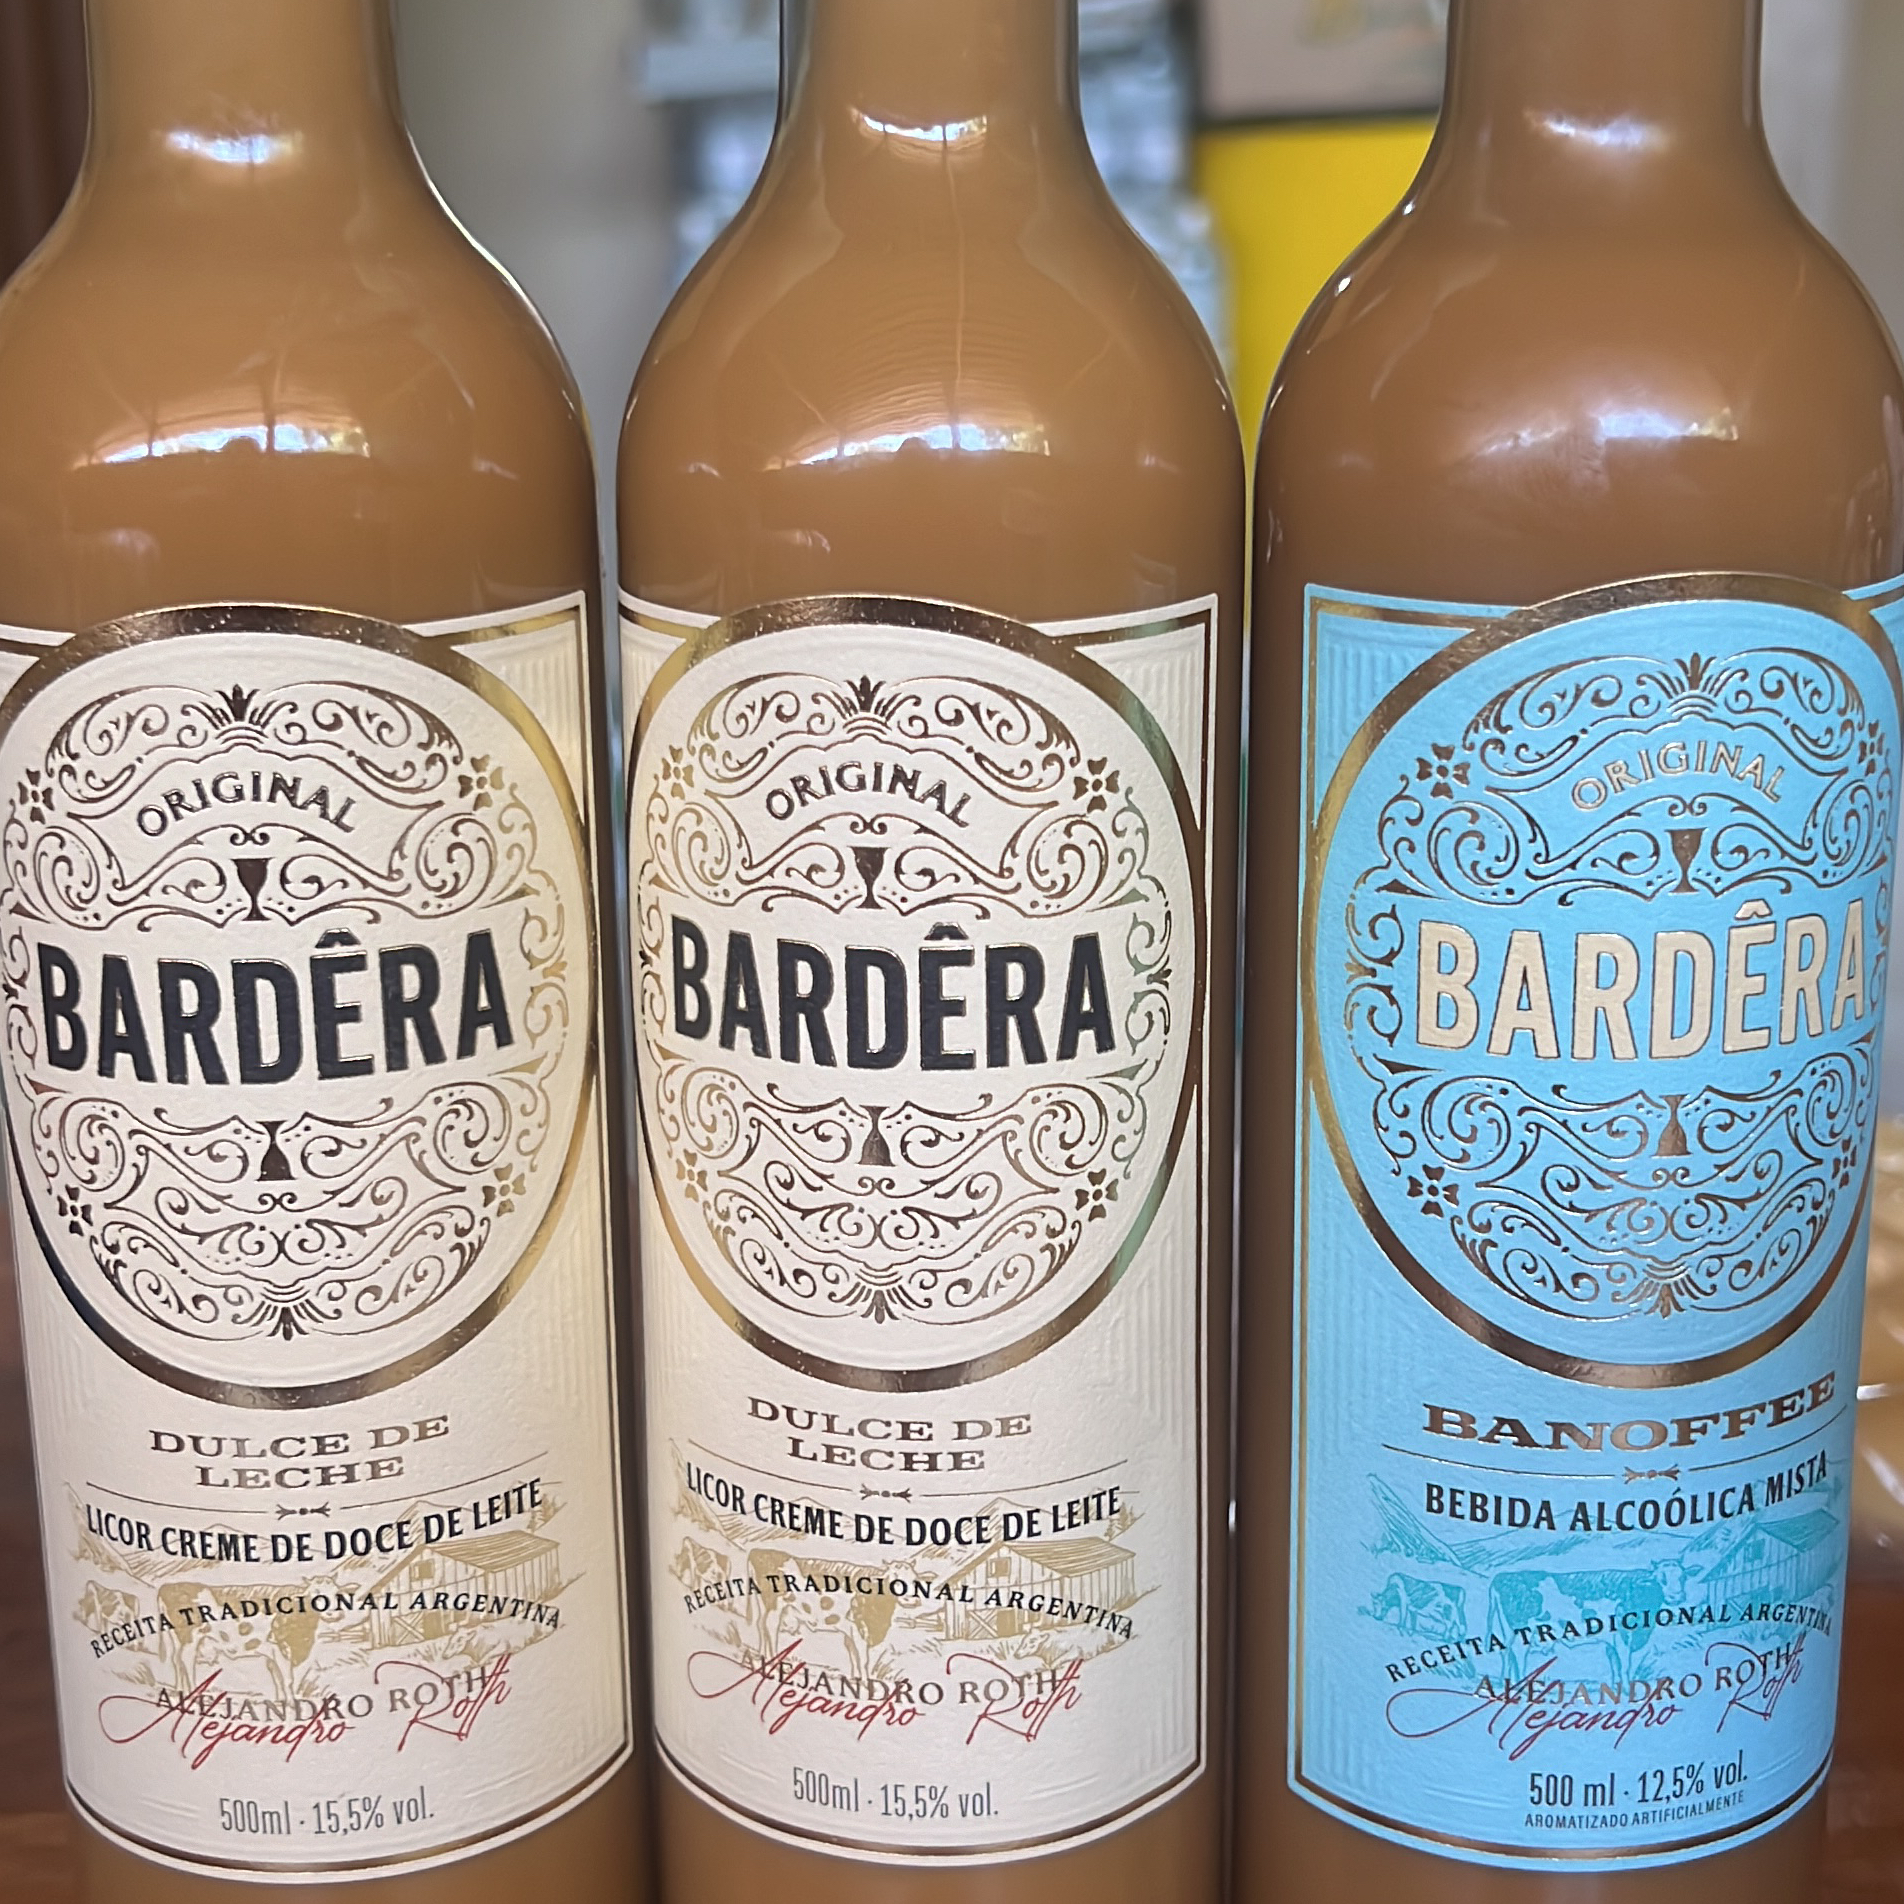 ORIGINAL
BARDÊRA
DULCE DE
LECHE
LICOR CREME DE DOCE DE LEITE
RECEITA TRADICIONAL ARGENTINA
ALEJANDRO ROTH
Alejandro Roth
500ml · 15,5% vol.
ORIGINAL
BARDÊRA
DULCE DE
LECHE
LICOR CREME DE DOCE DE LEITE
RECEITA TRADICIONAL ARGENTINA
ALEJANDRO ROTH
Alejandro Roth
500ml · 15,5% vol.
ORIGINAL
BARDÊRA
BANOFFEE
BEBIDA ALCOÓLICA MISTA
RECEITA TRADICIONAL ARGENTINA
ALEJANDRO ROTH
Alejandro Roth
500 ml · 12,5% vol.
AROMATIZADO ARTIFICIALMENTE